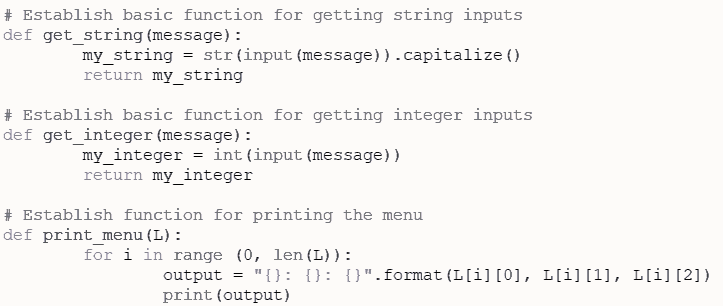 # Establish basic function for getting string inputs
def get_string(message):
        my_string = str(input(message)).capitalize()
        return my_string

# Establish basic function for getting integer inputs
def get_integer(message):
        my_integer = int(input(message))
        return my_integer

# Establish function for printing the menu
def print_menu(L):
        for i in range (0, len(L)):
                output = "{}: {}: {}".format(L[i][0], L[i][1], L[i][2])
                print(output)